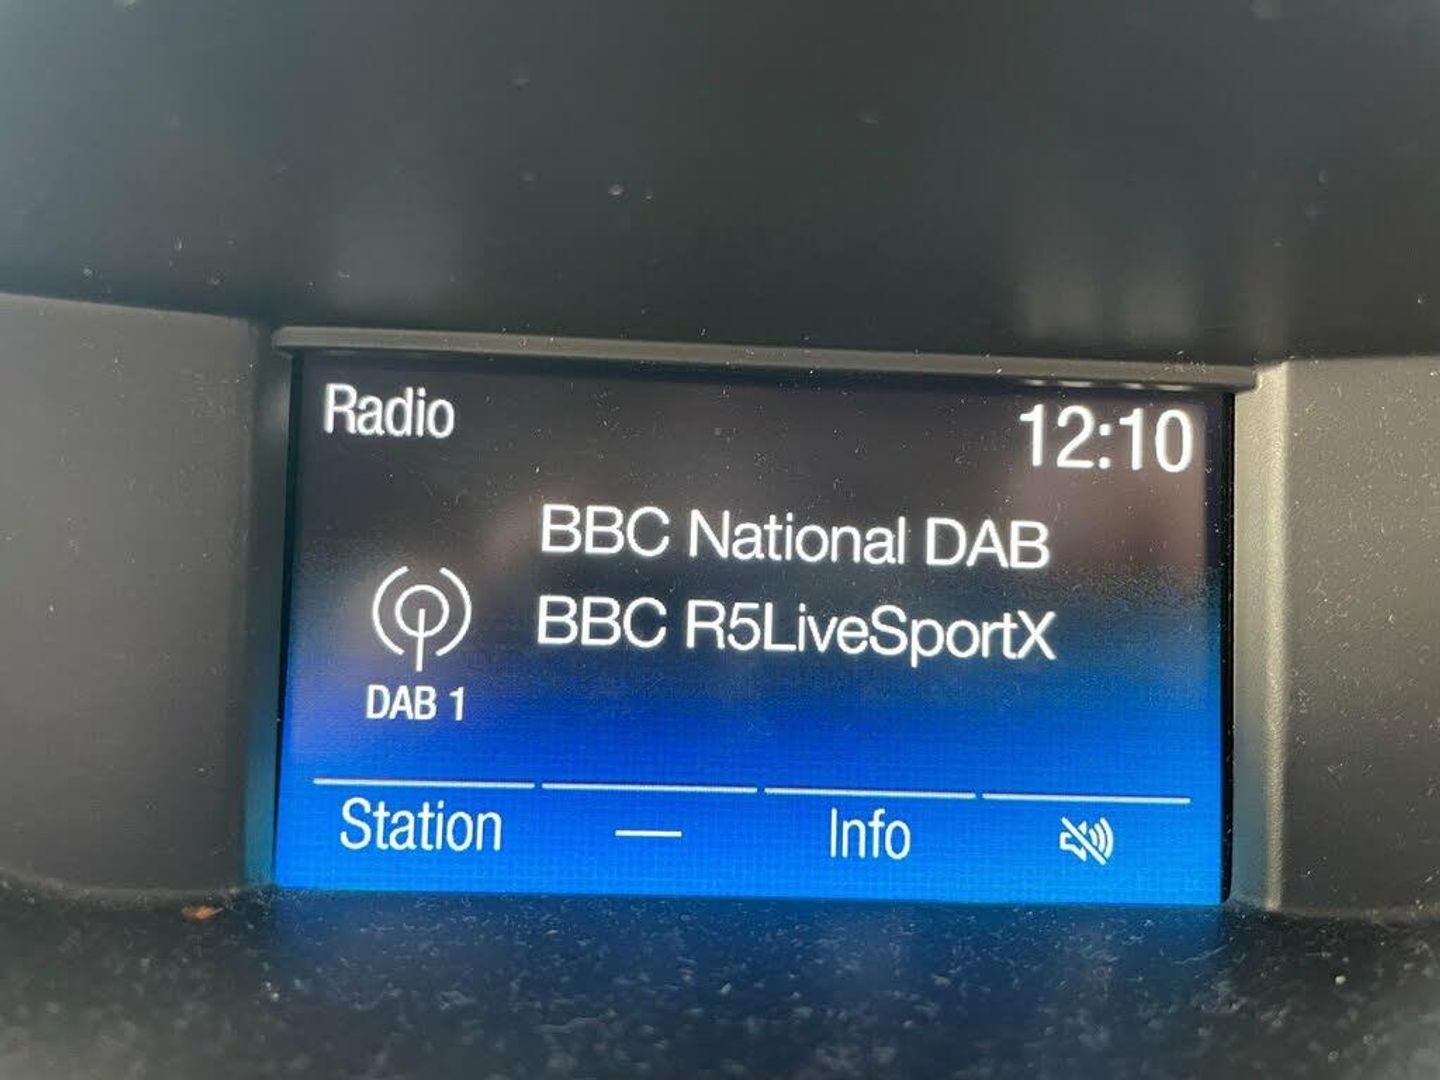 Radio
12:10
BBC National DAB
BBC R5LiveSportX
DAB 1
Station
Info